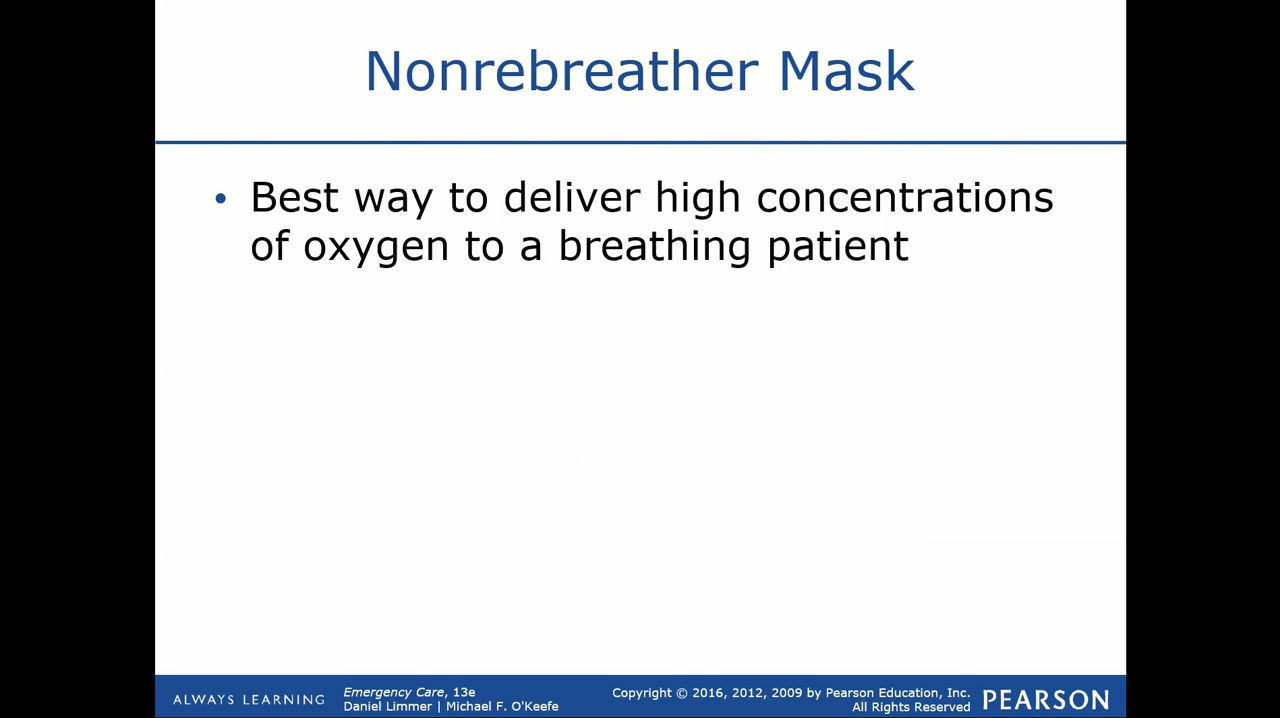 Nonrebreather Mask
• Best way to deliver high concentrations
of oxygen to a breathing patient
ALWAYS LEARNING
Emergency Care, 13e
Daniel Limmer | Michael F. O'Keefe
Copyright © 2016, 2012, 2009 by Pearson Education, Inc.
All Rights Reserved
PEARSON